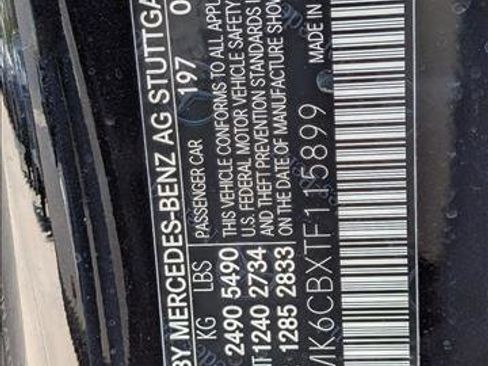 BY MERCEDES-BENZ AG STUTTGA
197 0
KG LBS PASSENGER CAR
2490 5490 THIS VEHICLE CONFORMS TO ALL APPL
U.S. FEDERAL MOTOR VEHICLE SAFETY
1240 2734 AND THEFT PREVENTION STANDARDS I
1285 2833 ON THE DATE OF MANUFACTURE SHOW
MK6CBXTF115899 MADE IN